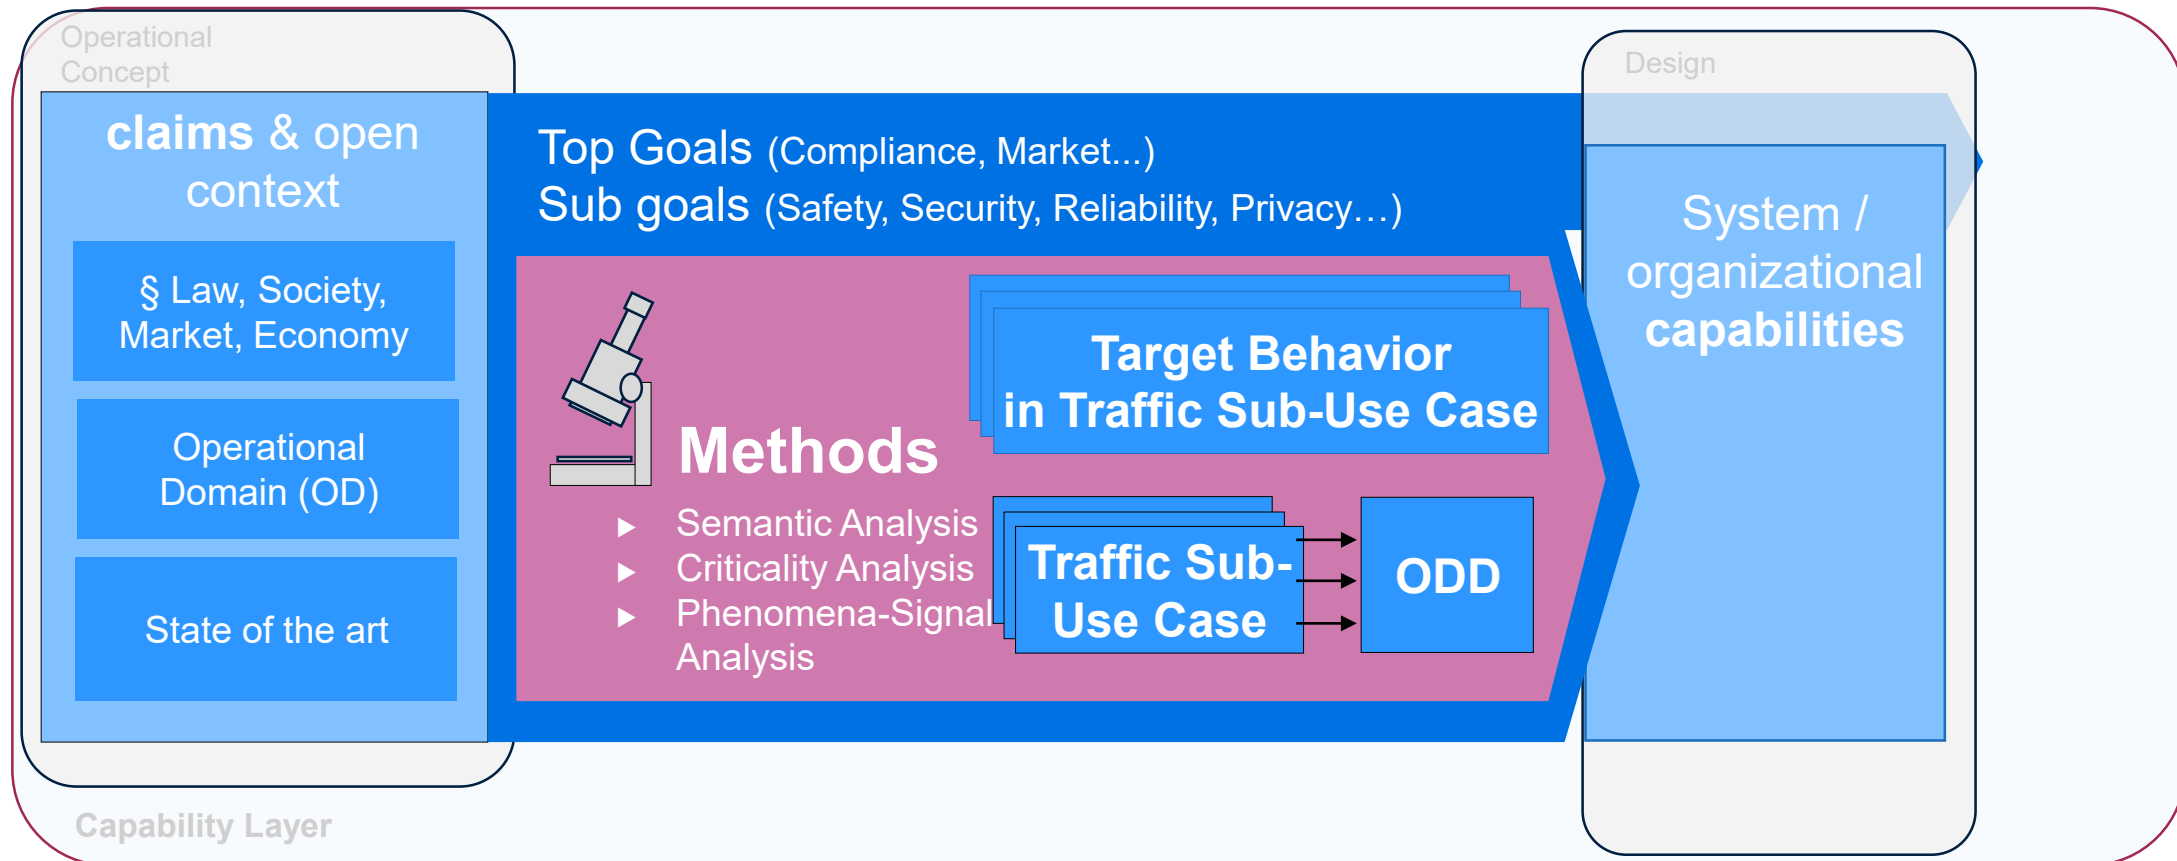 Operational
Concept
claims & open
context
§ Law, Society,
Market, Economy
Operational
Domain (OD)
State of the art
Capability Layer
Top Goals (Compliance, Market...)
Sub goals (Safety, Security, Reliability, Privacy…)
Methods
Semantic Analysis
Criticality Analysis
Phenomena-Signal
Analysis
Target Behavior
in Traffic Sub-Use Case
Traffic Sub-
Use Case
ODD
Design
System /
organizational
capabilities